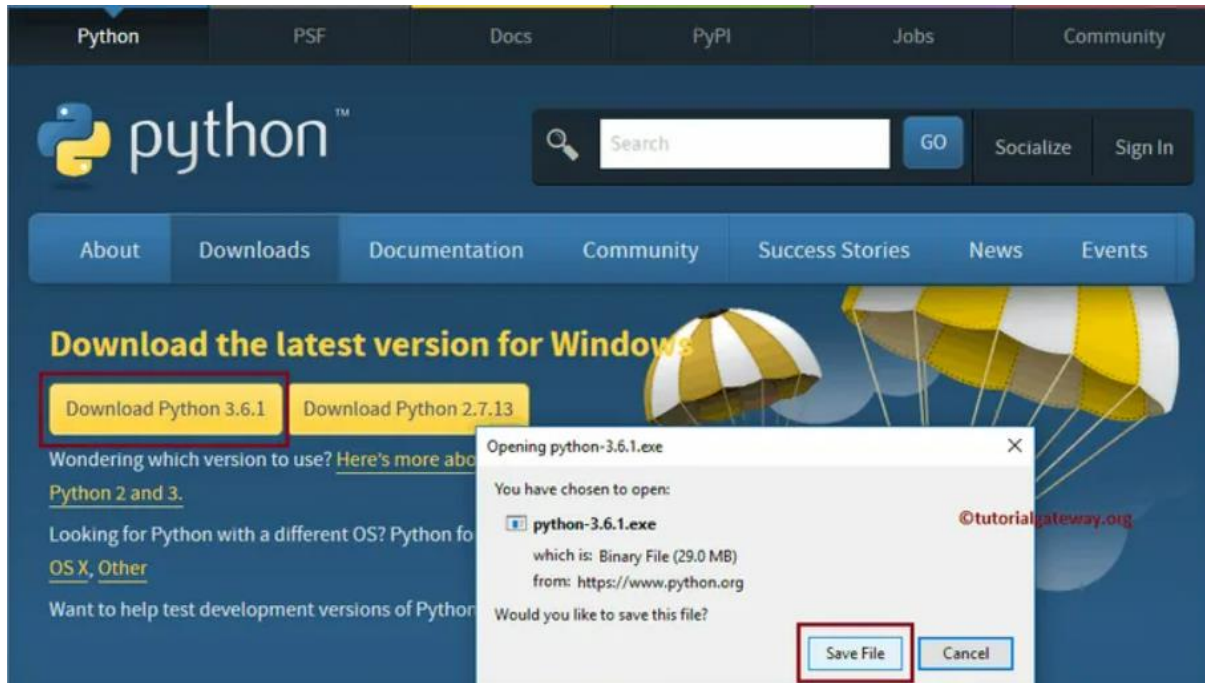 Python PSF Docs PyPI Jobs Community
python™
Search GO Socialize Sign In
About Downloads Documentation Community Success Stories News Events
Download the latest version for Windows
Download Python 3.6.1 Download Python 2.7.13
Wondering which version to use? Here's more
Python 2 and 3.
Looking for Python with a different OS? Python
OS X, Other
Want to help test development versions of Python
Opening python-3.6.1.exe
You have chosen to open:
python-3.6.1.exe
which is: Binary File (29.0 MB)
from: https://www.python.org
Would you like to save this file?
Save File Cancel
©tutorialgateway.org